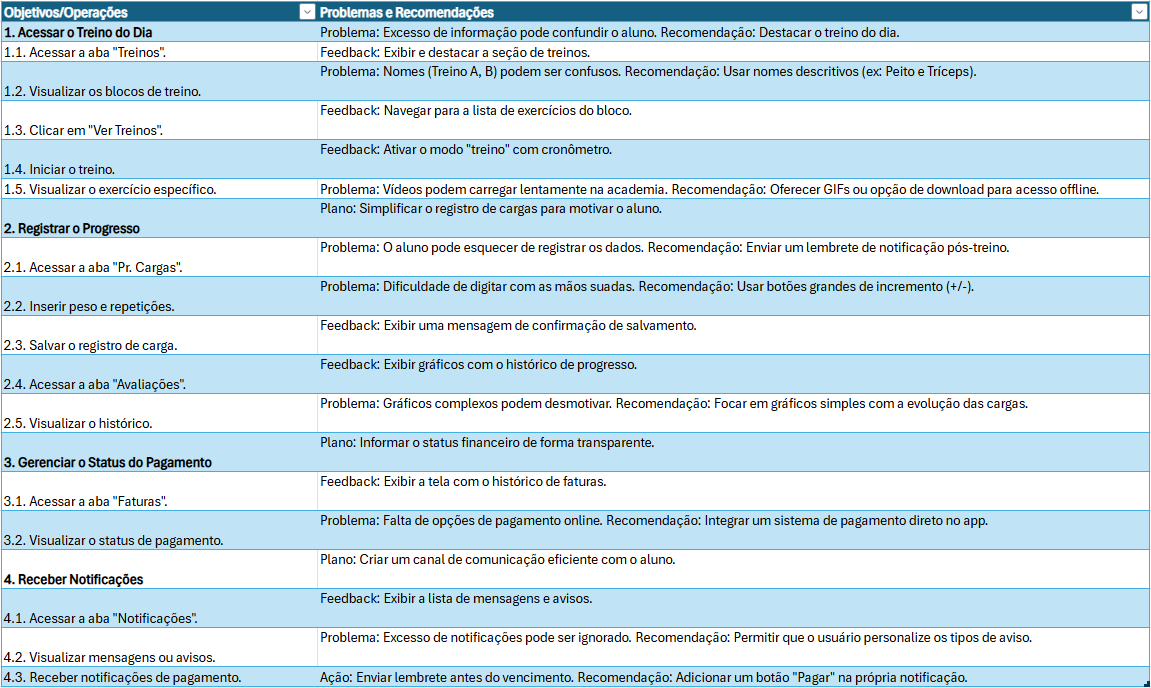 Objetivos/Operações Problemas e Recomendações
1. Acessar o Treino do Dia Problema: Excesso de informação pode confundir o aluno. Recomendação: Destacar o treino do dia.
1.1. Acessar a aba "Treinos". Feedback: Exibir e destacar a seção de treinos.
1.2. Visualizar os blocos de treino. Problema: Nomes (Treino A, B) podem ser confusos. Recomendação: Usar nomes descritivos (ex: Peito e Tríceps).
1.3. Clicar em "Ver Treinos". Feedback: Navegar para a lista de exercícios do bloco.
1.4. Iniciar o treino. Feedback: Ativar o modo "treino" com cronômetro.
1.5. Visualizar o exercício específico. Problema: Vídeos podem carregar lentamente na academia. Recomendação: Oferecer GIFs ou opção de download para acesso offline.
2. Registrar o Progresso Plano: Simplificar o registro de cargas para motivar o aluno.
2.1. Acessar a aba "Pr. Cargas". Problema: O aluno pode esquecer de registrar os dados. Recomendação: Enviar um lembrete de notificação pós-treino.
2.2. Inserir peso e repetições. Problema: Dificuldade de digitar com as mãos suadas. Recomendação: Usar botões grandes de incremento (+/-).
2.3. Salvar o registro de carga. Feedback: Exibir uma mensagem de confirmação de salvamento.
2.4. Acessar a aba "Avaliações". Feedback: Exibir gráficos com o histórico de progresso.
2.5. Visualizar o histórico. Problema: Gráficos complexos podem desmotivar. Recomendação: Focar em gráficos simples com a evolução das cargas.
3. Gerenciar o Status do Pagamento Plano: Informar o status financeiro de forma transparente.
3.1. Acessar a aba "Faturas". Feedback: Exibir a tela com o histórico de faturas.
3.2. Visualizar o status de pagamento. Problema: Falta de opções de pagamento online. Recomendação: Integrar um sistema de pagamento direto no app.
4. Receber Notificações Plano: Criar um canal de comunicação eficiente com o aluno.
4.1. Acessar a aba "Notificações". Feedback: Exibir a lista de mensagens e avisos.
4.2. Visualizar mensagens ou avisos. Problema: Excesso de notificações pode ser ignorado. Recomendação: Permitir que o usuário personalize os tipos de aviso.
4.3. Receber notificações de pagamento. Ação: Enviar lembrete antes do vencimento. Recomendação: Adicionar um botão "Pagar" na própria notificação.